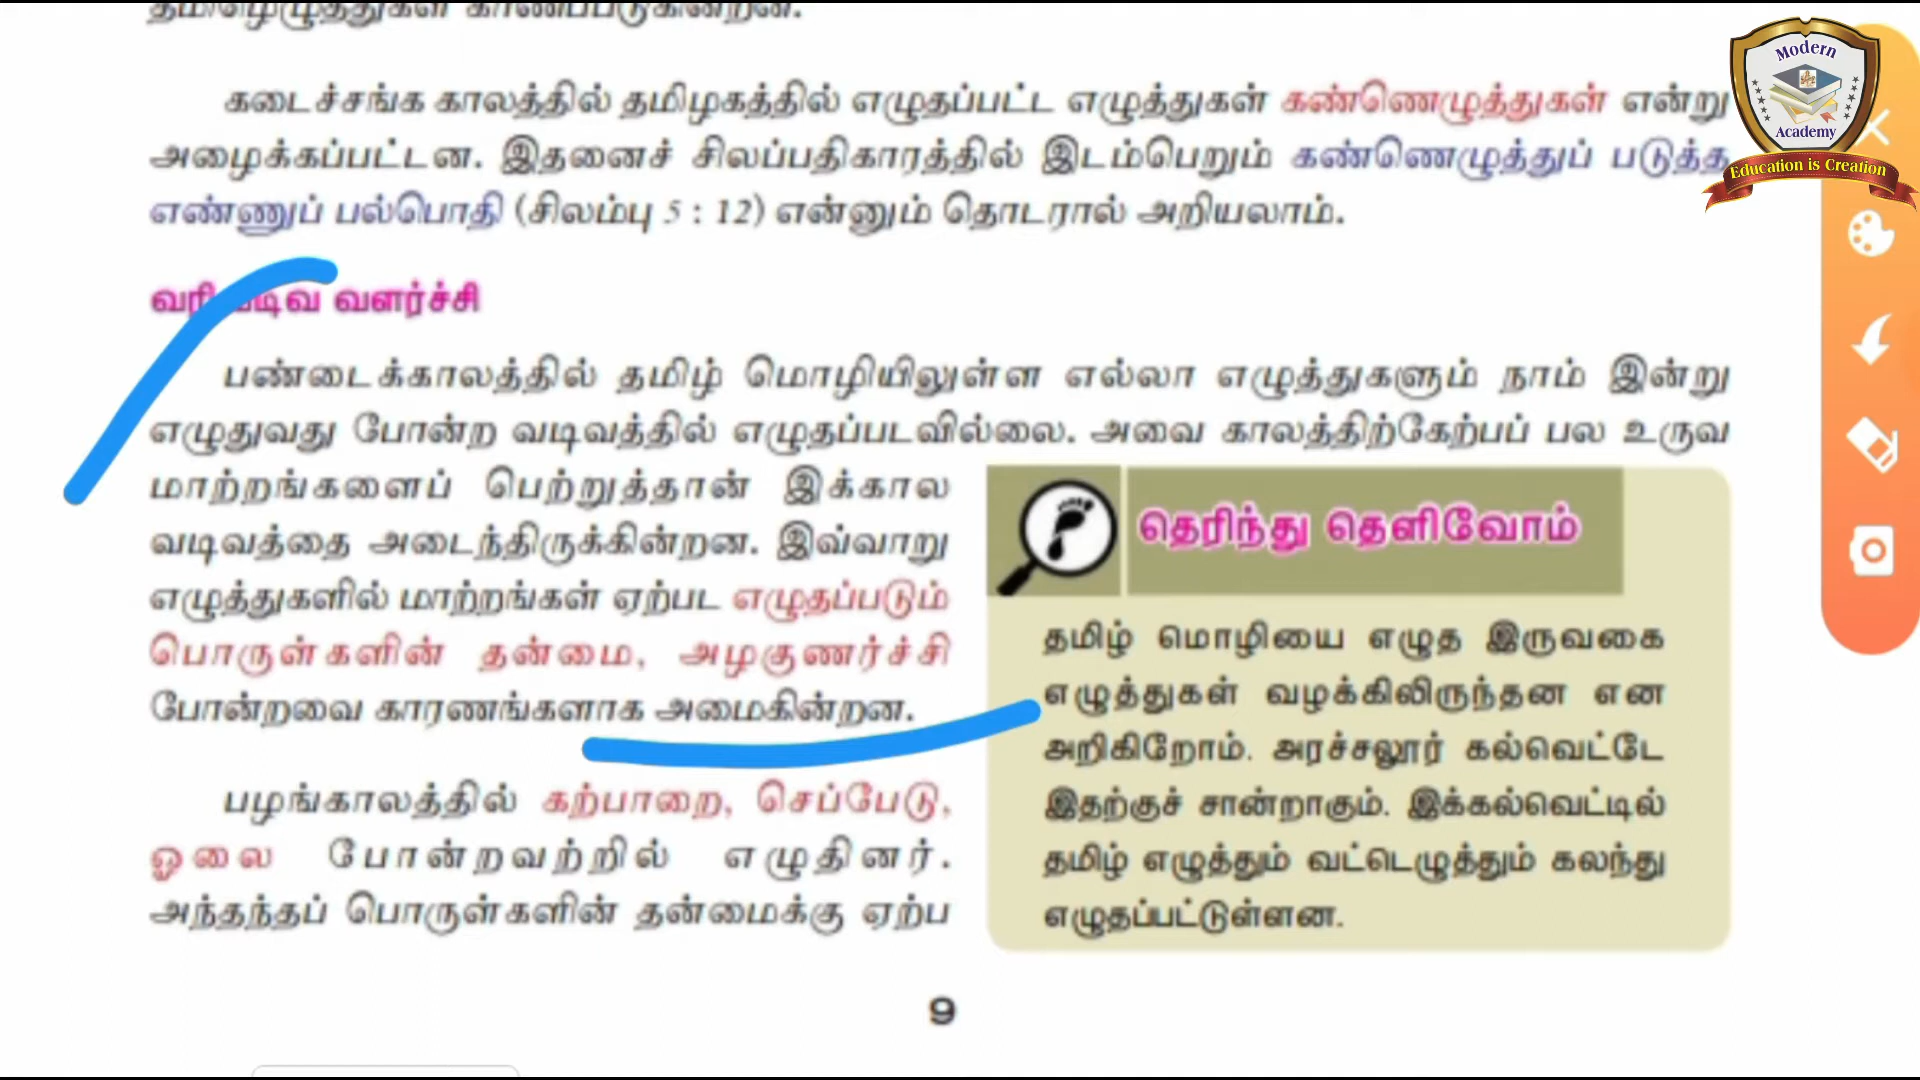 தமிழெழுத்துகள் காணப்படுகின்றன.
கடைச்சங்க காலத்தில் தமிழகத்தில் எழுதப்பட்ட எழுத்துகள் கண்ணெழுத்துகள் என்று
அழைக்கப்பட்டன. இதனைச் சிலப்பதிகாரத்தில் இடம்பெறும் கண்ணெழுத்துப் படுத்த
எண்ணுப் பல்பொதி (சிலம்பு 5 : 12) என்னும் தொடரால் அறியலாம்.
வரிவடிவ வளர்ச்சி
பண்டைக்காலத்தில் தமிழ் மொழியிலுள்ள எல்லா எழுத்துகளும் நாம் இன்று
எழுதுவது போன்ற வடிவத்தில் எழுதப்படவில்லை. அவை காலத்திற்கேற்பப் பல உருவ
மாற்றங்களைப் பெற்றுத்தான் இக்கால
வடிவத்தை அடைந்திருக்கின்றன. இவ்வாறு
எழுத்துகளில் மாற்றங்கள் ஏற்பட எழுதப்படும்
பொருள்களின் தன்மை, அழகுணர்ச்சி
போன்றவை காரணங்களாக அமைகின்றன.
பழங்காலத்தில் கற்பாறை, செப்பேடு,
ஓலை போன்றவற்றில் எழுதினர்.
அந்தந்தப் பொருள்களின் தன்மைக்கு ஏற்ப
தெரிந்து தெளிவோம்
தமிழ் மொழியை எழுத இருவகை
எழுத்துகள் வழக்கிலிருந்தன என
அறிகிறோம். அரச்சலூர் கல்வெட்டே
இதற்குச் சான்றாகும். இக்கல்வெட்டில்
தமிழ் எழுத்தும் வட்டெழுத்தும் கலந்து
எழுதப்பட்டுள்ளன.
9
Modern
Academy
Education is Creation